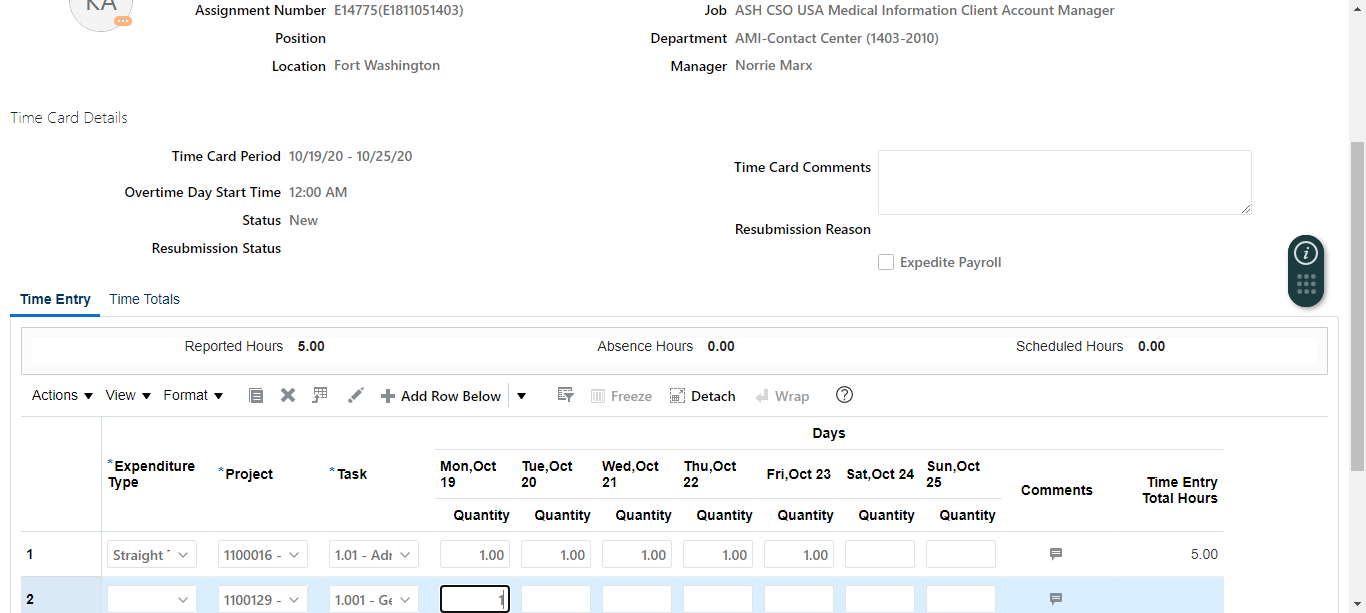 KA
Assignment Number E14775(E1811051403) Job ASH CSO USA Medical Information Client Account Manager
Position Department AMI-Contact Center (1403-2010)
Location Fort Washington Manager Norrie Marx
Time Card Details
Time Card Period 10/19/20 - 10/25/20
Time Card Comments
Overtime Day Start Time 12:00 AM
Status New
Resubmission Reason
Resubmission Status
Expedite Payroll
Time Entry Time Totals
Reported Hours 5.00 Absence Hours 0.00 Scheduled Hours 0.00
Actions View Format Add Row Below Freeze Detach Wrap
Days
*Expenditure Type *Project *Task Mon,Oct 19 Tue,Oct 20 Wed,Oct 21 Thu,Oct 22 Fri,Oct 23 Sat,Oct 24 Sun,Oct 25 Comments Time Entry Total Hours
Quantity Quantity Quantity Quantity Quantity Quantity Quantity
1 Straight 1100016 - 1.01 - Adr 1.00 1.00 1.00 1.00 1.00 5.00
2 1100129 - 1.001 - Ge 1